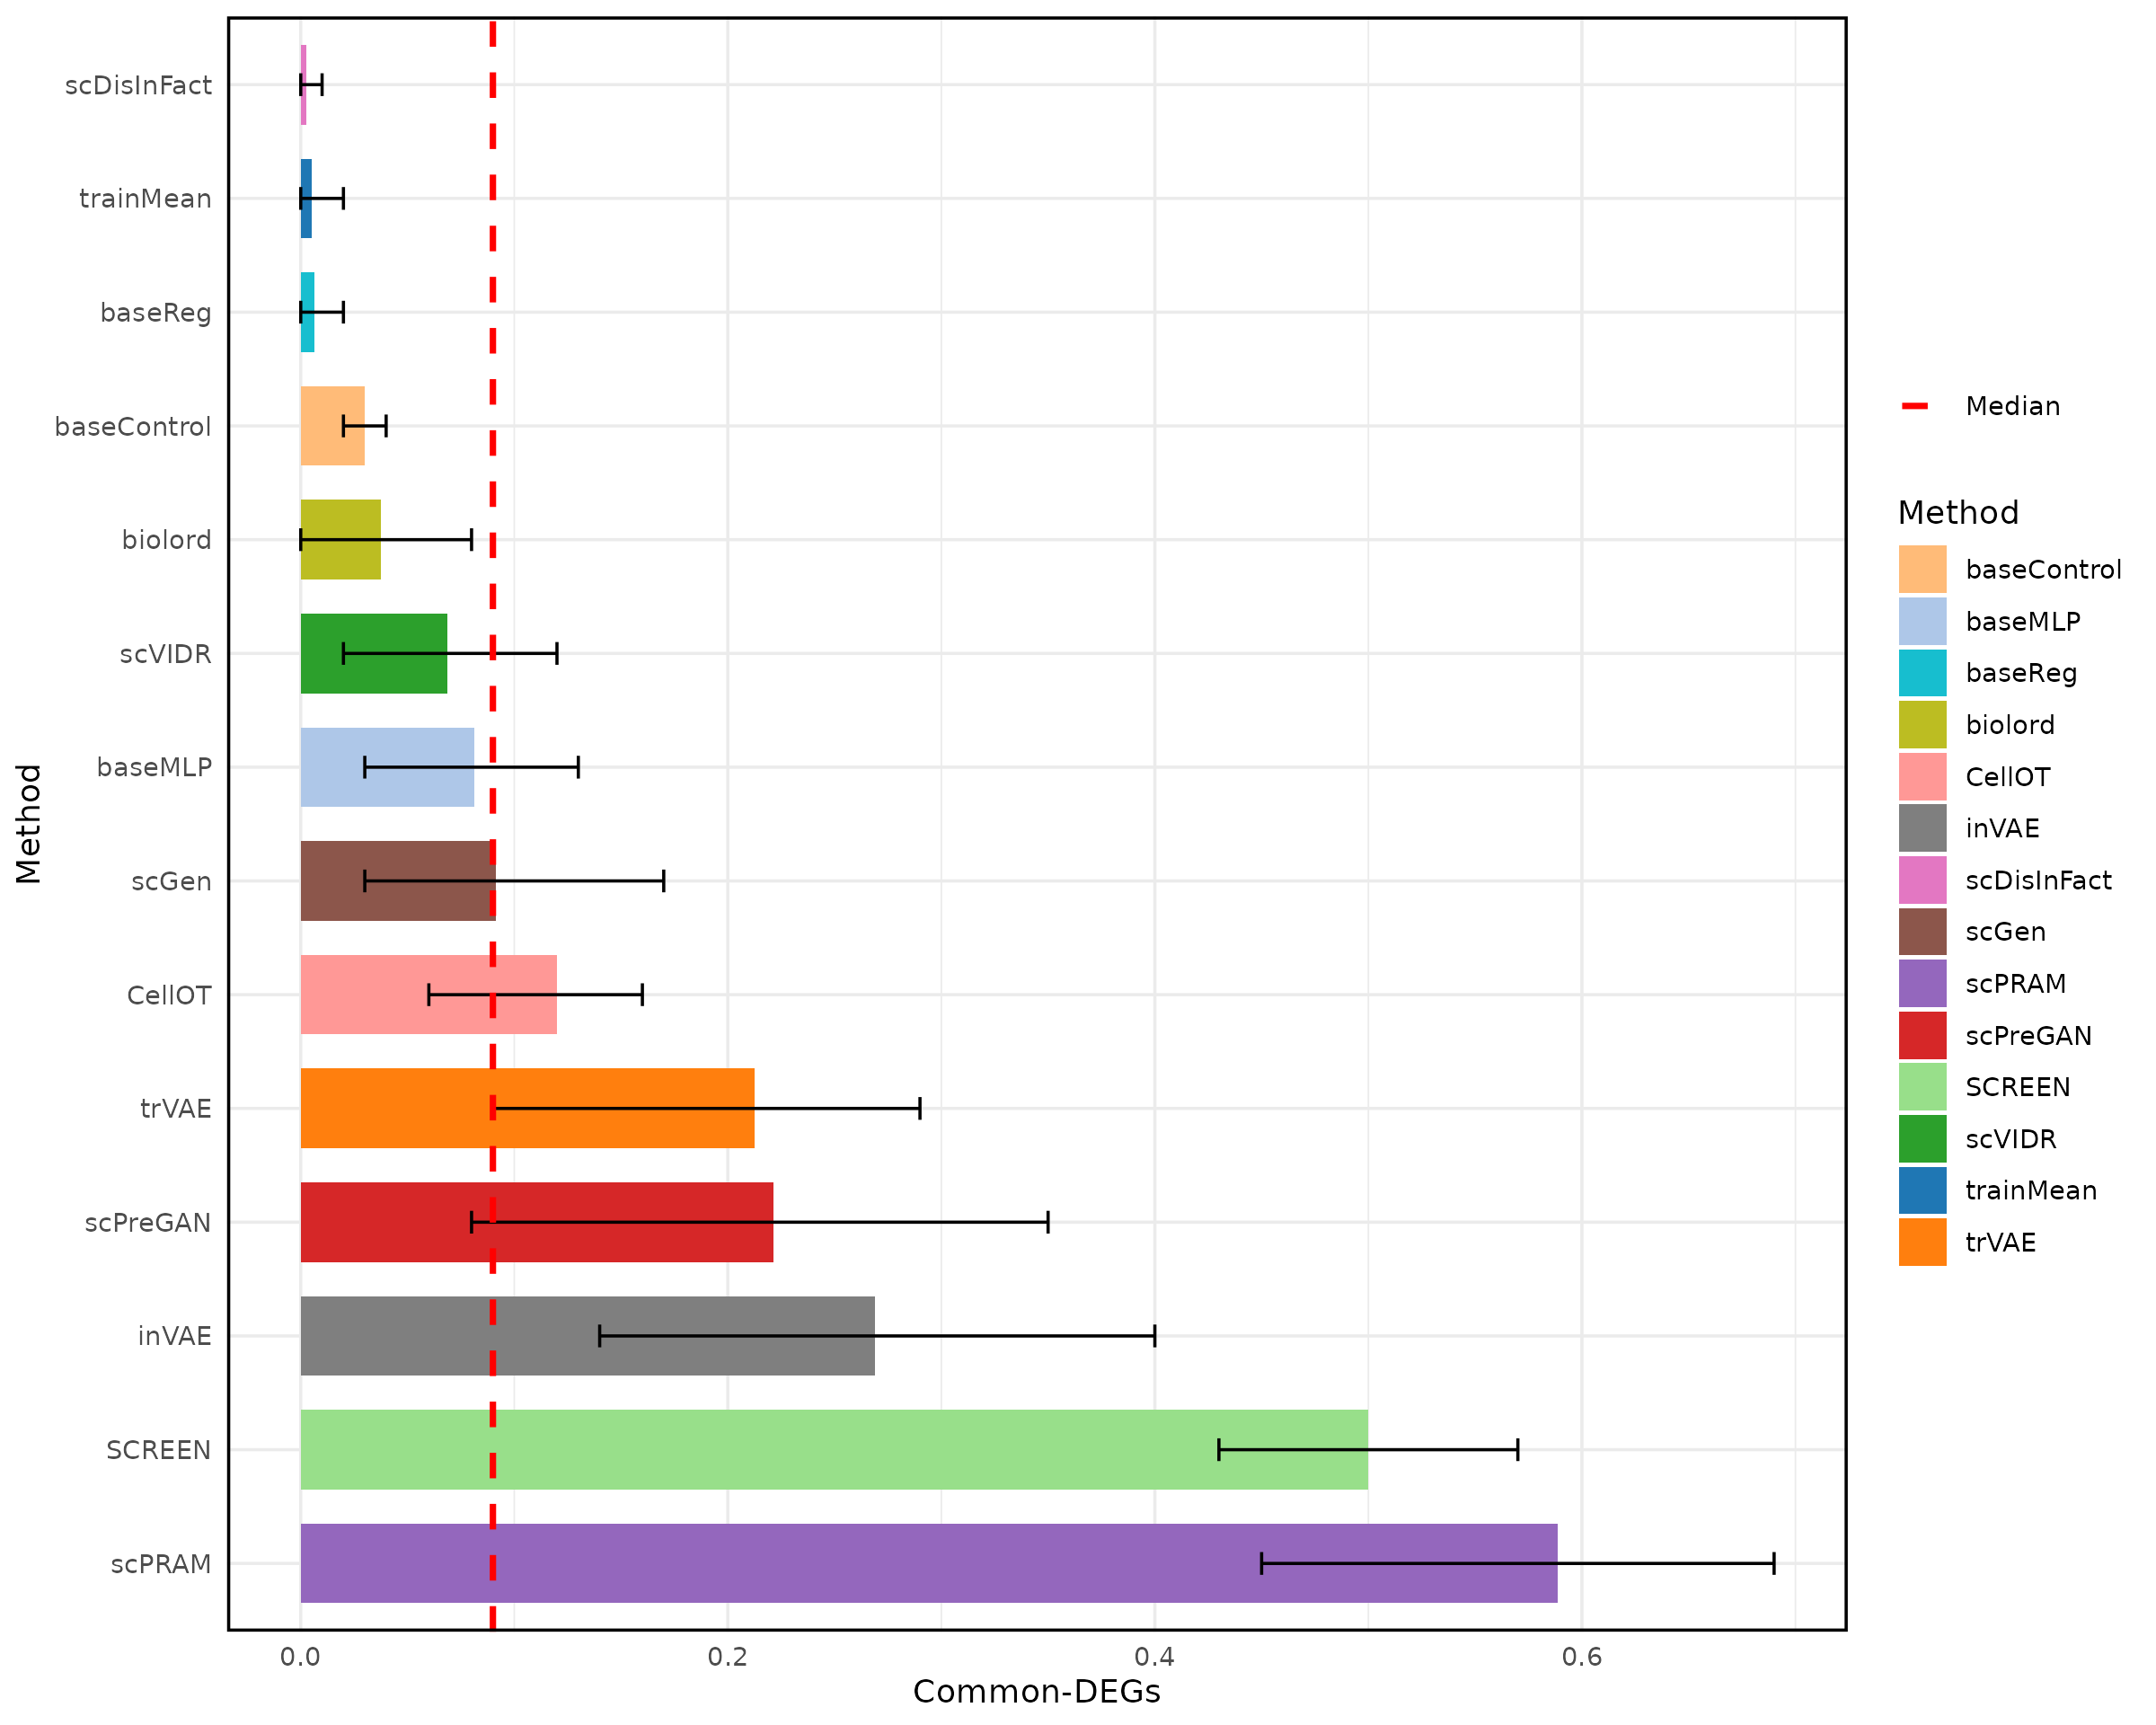 Method
scDisInFact
trainMean
baseReg
baseControl
biolord
scVIDR
baseMLP
scGen
CellOT
trVAE
scPreGAN
inVAE
SCREEN
scPRAM
0.0
0.2
0.4
0.6
Common-DEGs
Median
Method
baseControl
baseMLP
baseReg
biolord
CellOT
inVAE
scDisInFact
scGen
scPRAM
scPreGAN
SCREEN
scVIDR
trainMean
trVAE